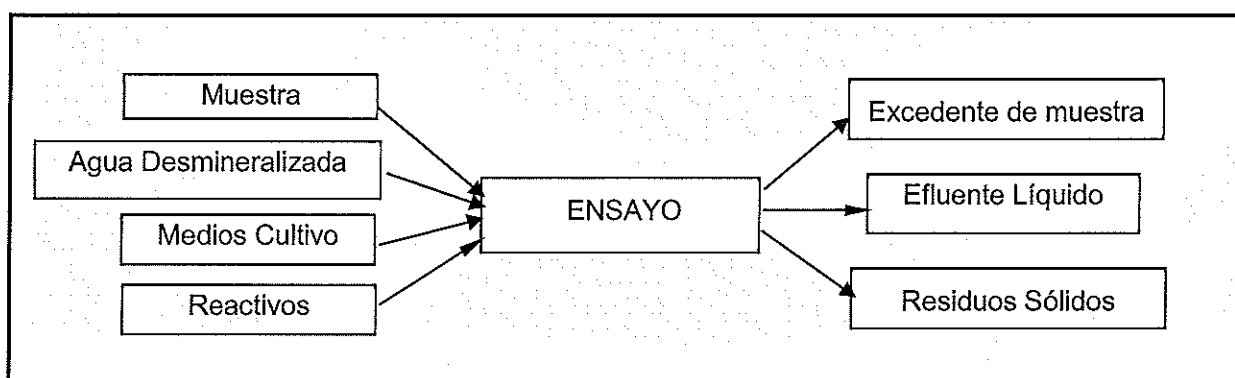 Muestra
Agua Desmineralizada
Medios Cultivo
Reactivos
ENSAYO
Excedente de muestra
Efluente Líquido
Residuos Sólidos